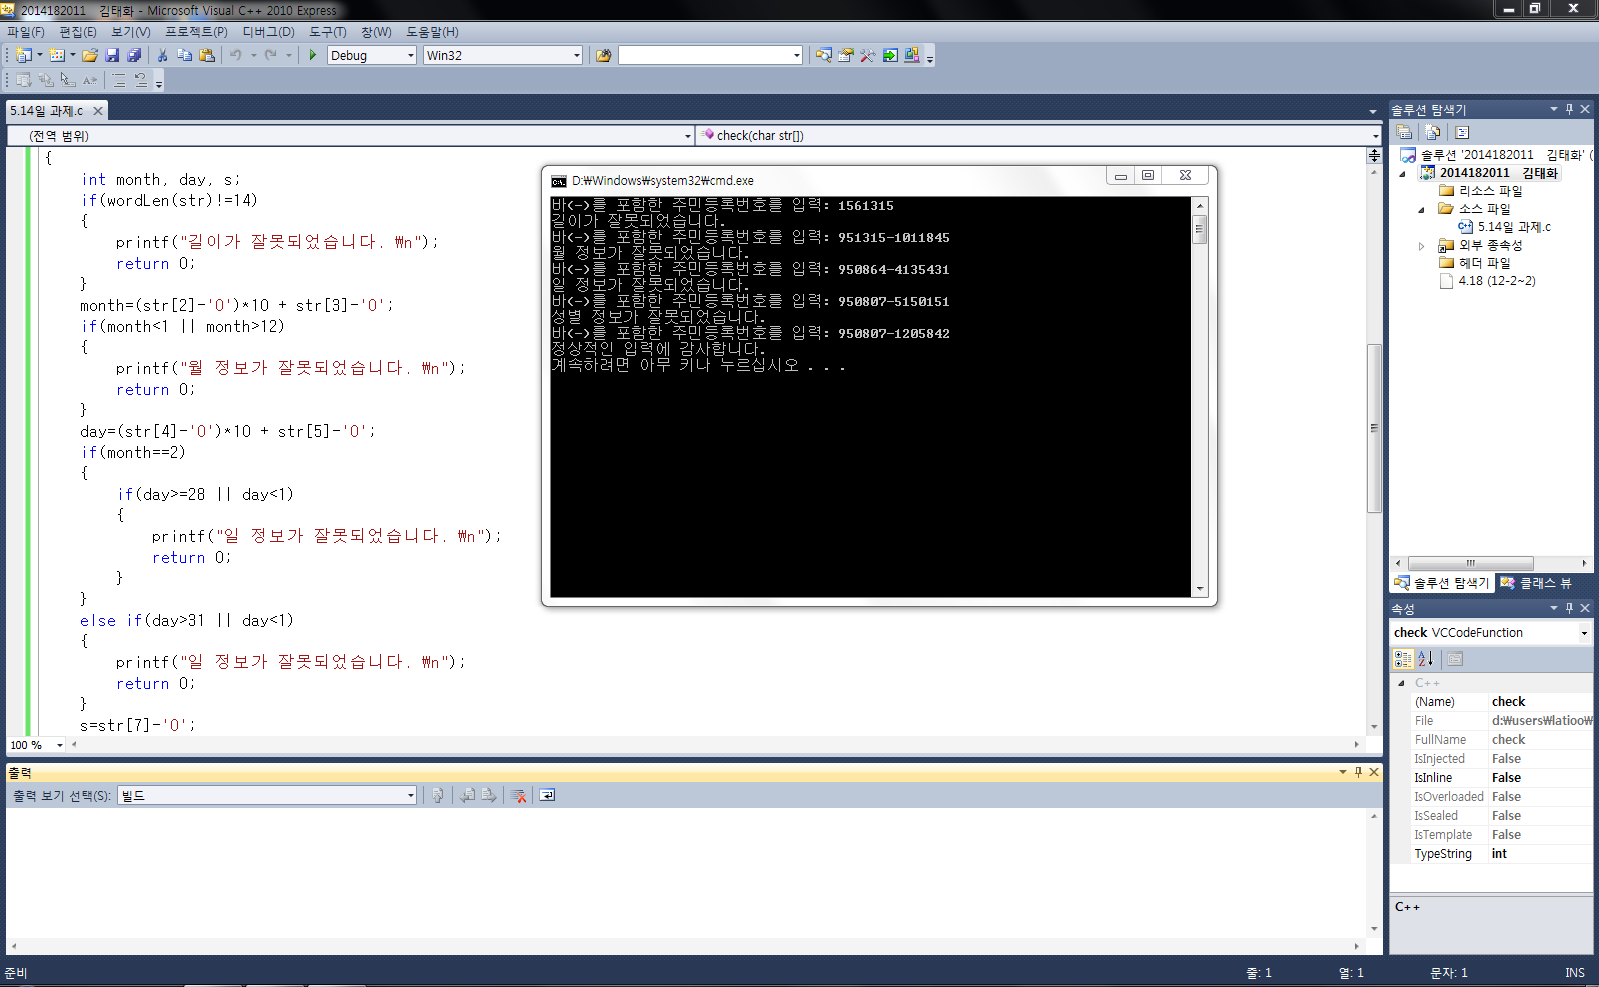 2014182011 김태화 - Microsoft Visual C++ 2010 Express
파일(F) 편집(E) 보기(V) 프로젝트(P) 디버그(D) 도구(T) 창(W) 도움말(H)
Debug Win32
5.14일 과제.c
(전역 범위) check(char str[])
{
int month, day, s;
if(wordLen(str)!=14)
{
printf("길이가 잘못되었습니다. ₩n");
return 0;
}
month=(str[2]-'0')*10 + str[3]-'0';
if(month<1 || month>12)
{
printf("월 정보가 잘못되었습니다. ₩n");
return 0;
}
day=(str[4]-'0')*10 + str[5]-'0';
if(month==2)
{
if(day>=28 || day<1)
{
printf("일 정보가 잘못되었습니다. ₩n");
return 0;
}
}
else if(day>31 || day<1)
{
printf("일 정보가 잘못되었습니다. ₩n");
return 0;
}
s=str[7]-'0';
100 %
D:₩Windows₩system32₩cmd.exe
바<->를 포함한 주민등록번호를 입력: 1561315
길이가 잘못되었습니다.
바<->를 포함한 주민등록번호를 입력: 951315-1011845
월 정보가 잘못되었습니다.
바<->를 포함한 주민등록번호를 입력: 950864-4135431
일 정보가 잘못되었습니다.
바<->를 포함한 주민등록번호를 입력: 950807-5150151
성별 정보가 잘못되었습니다.
바<->를 포함한 주민등록번호를 입력: 950807-1205842
정상적인 입력에 감사합니다.
계속하려면 아무 키나 누르십시오 . . .
솔루션 탐색기
솔루션 '2014182011 김태화' (
2014182011 김태화
리소스 파일
소스 파일
5.14일 과제.c
외부 종속성
헤더 파일
4.18 (12-2~2)
솔루션 탐색기 클래스 뷰
속성
check VCCodeFunction
C++
(Name) check
File d:₩users₩latioo₩
FullName check
IsInjected False
IsInline False
IsOverloaded False
IsSealed False
IsTemplate False
TypeString int
C++
출력
출력 보기 선택(S): 빌드
준비 줄: 1 열: 1 문자: 1 INS